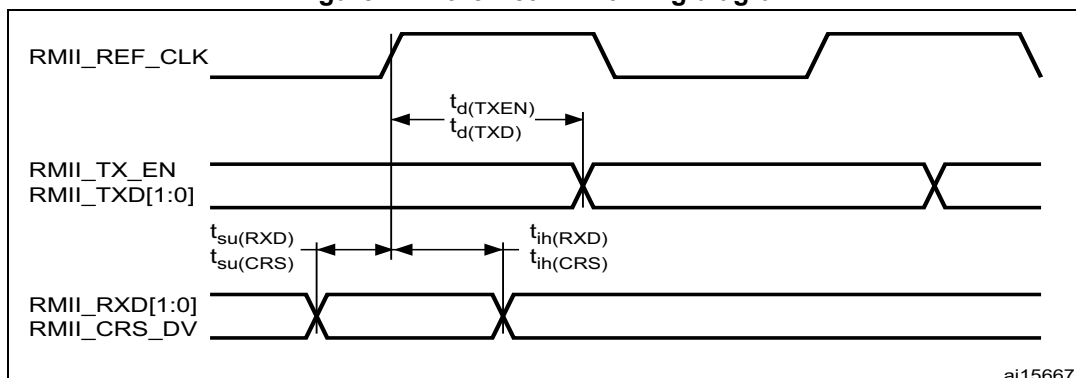 RMII_REF_CLK
td(TXEN)
td(TXD)
RMII_TX_EN
RMII_TXD[1:0]
tsu(RXD)
tsu(CRS)
tih(RXD)
tih(CRS)
RMII_RXD[1:0]
RMII_CRS_DV
ai15667